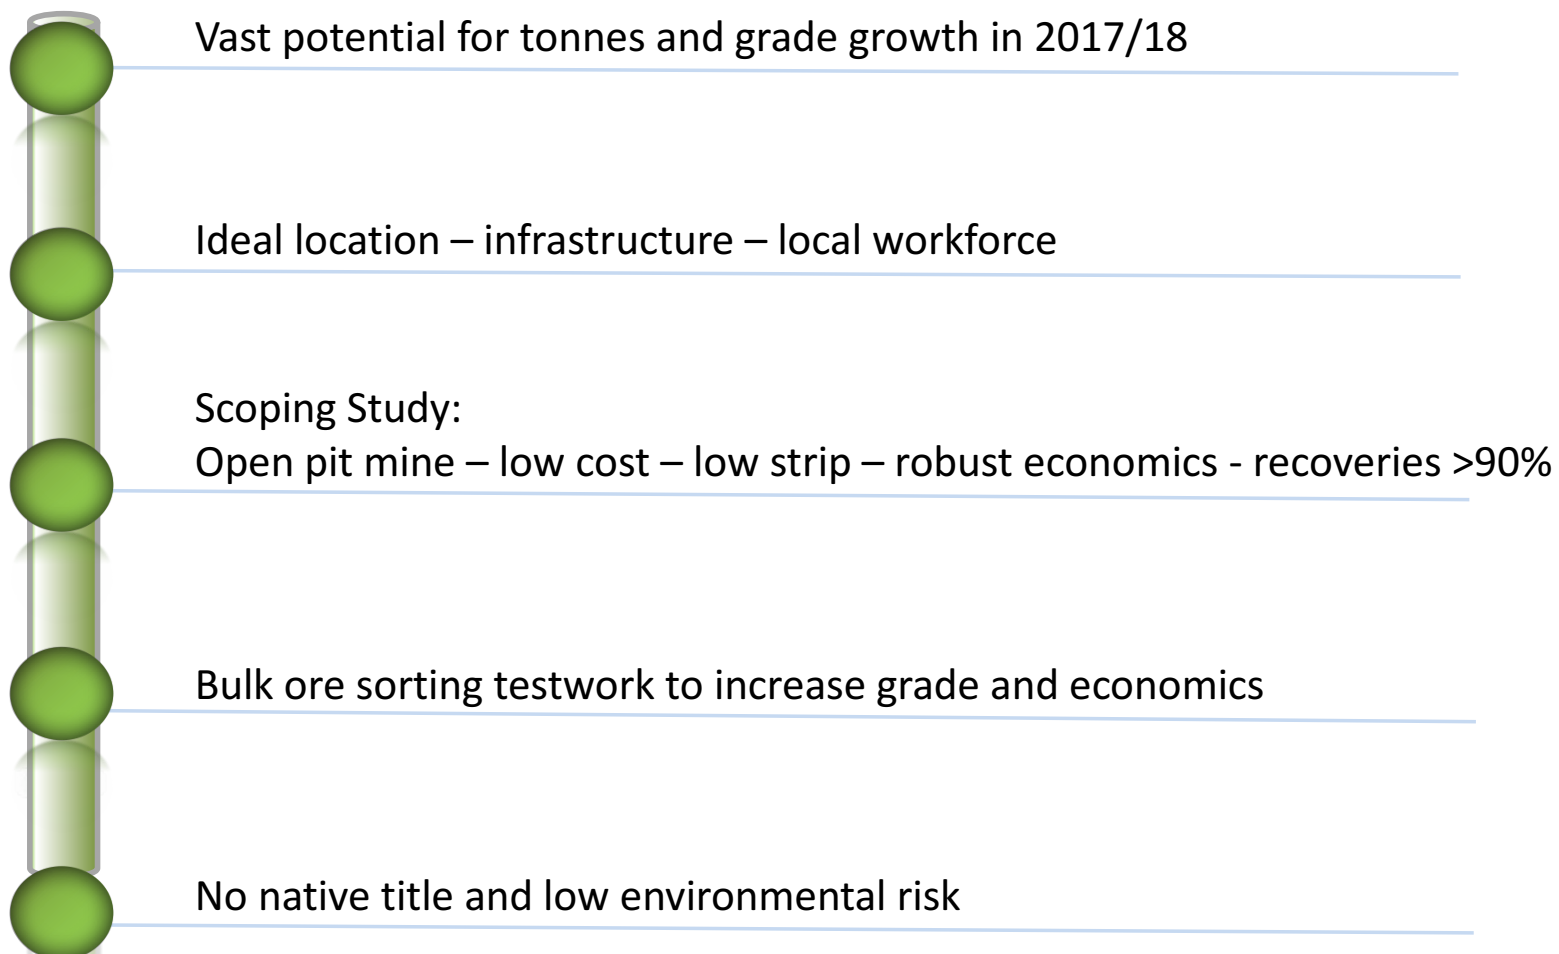 Vast potential for tonnes and grade growth in 2017/18
Ideal location – infrastructure – local workforce
Scoping Study:
Open pit mine – low cost – low strip – robust economics - recoveries >90%
Bulk ore sorting testwork to increase grade and economics
No native title and low environmental risk